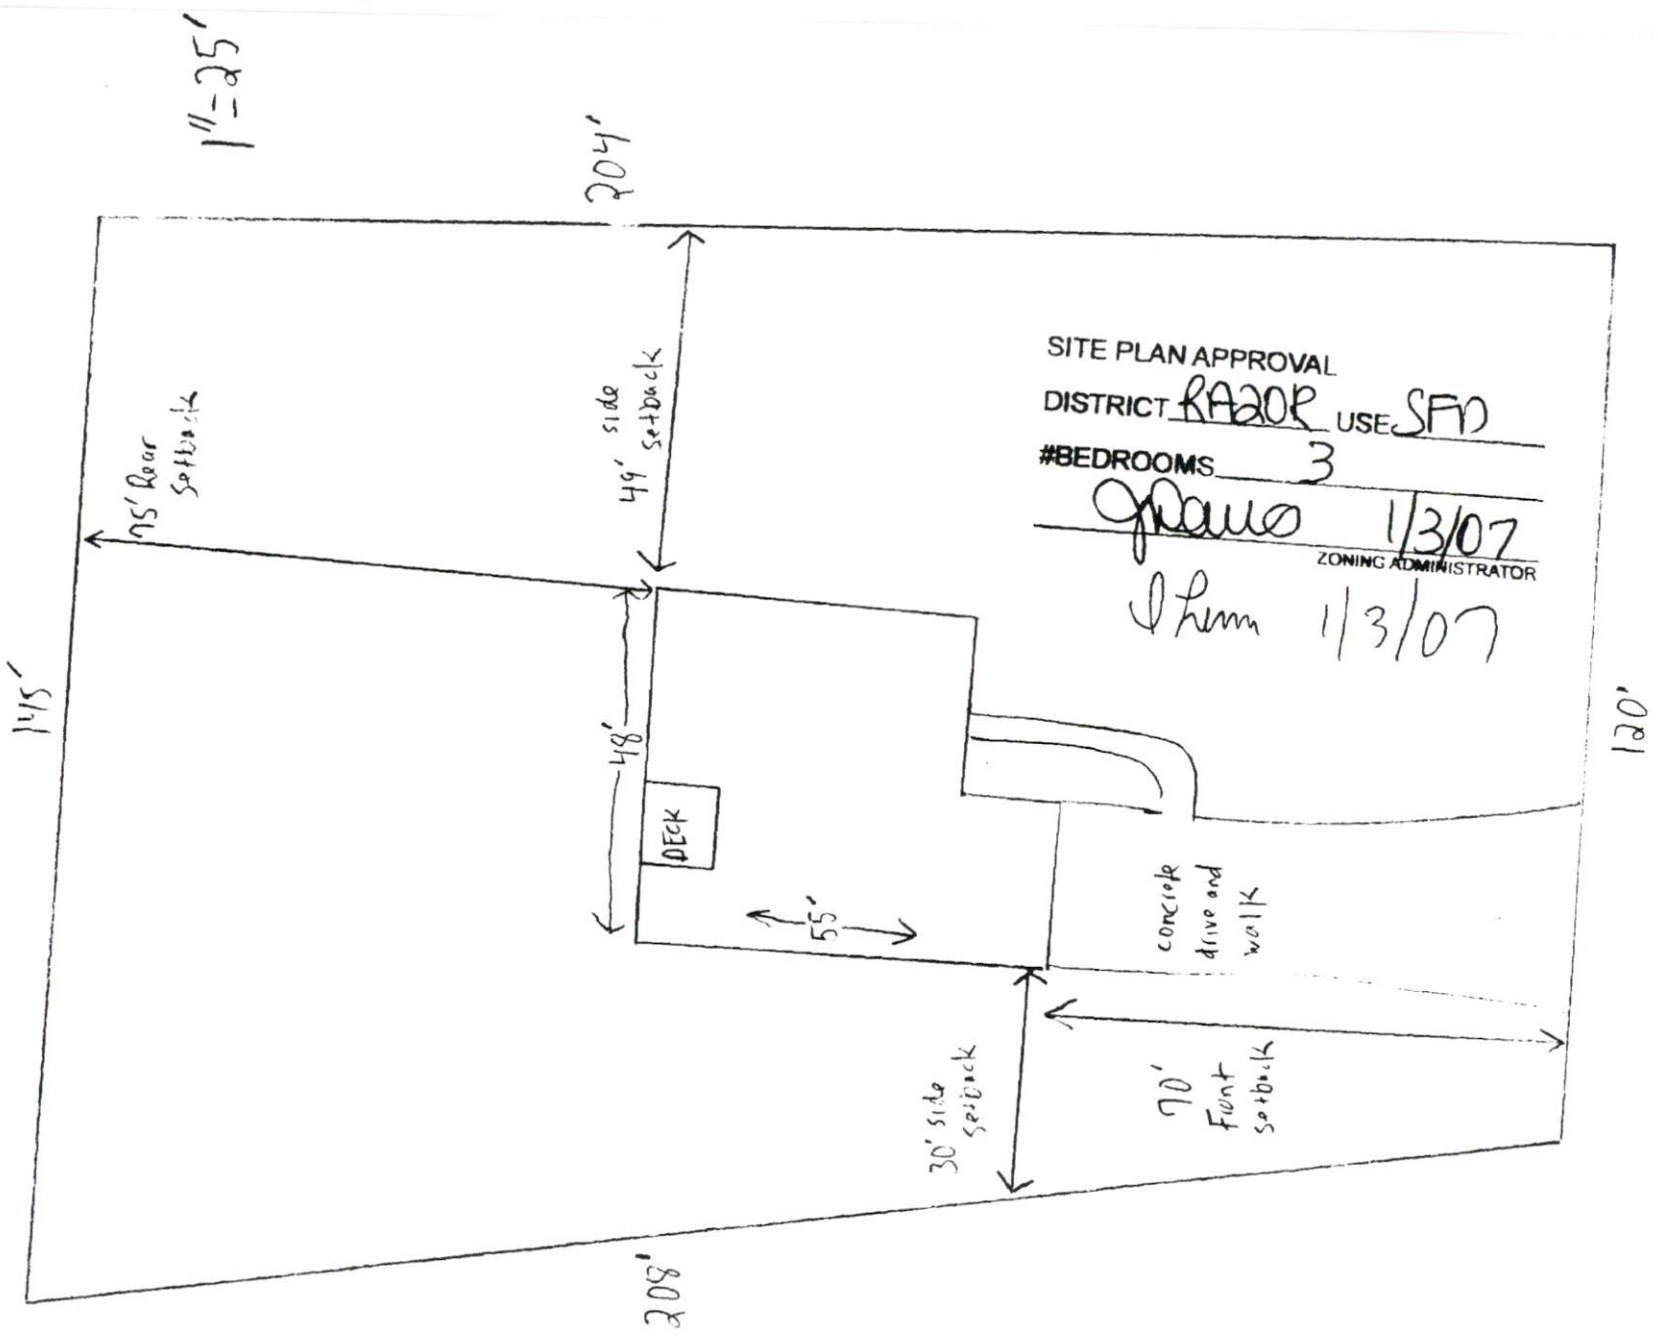 1"=25'
145'
204'
75' Rear
setback
49' side
setback
SITE PLAN APPROVAL
DISTRICT RA20R USE SFD
#BEDROOMS 3
1/3/07
ZONING ADMINISTRATOR
1/3/07
48'
DECK
55'
concrete
drive and
walk
30' side
setback
70'
Front
setback
120'
208'